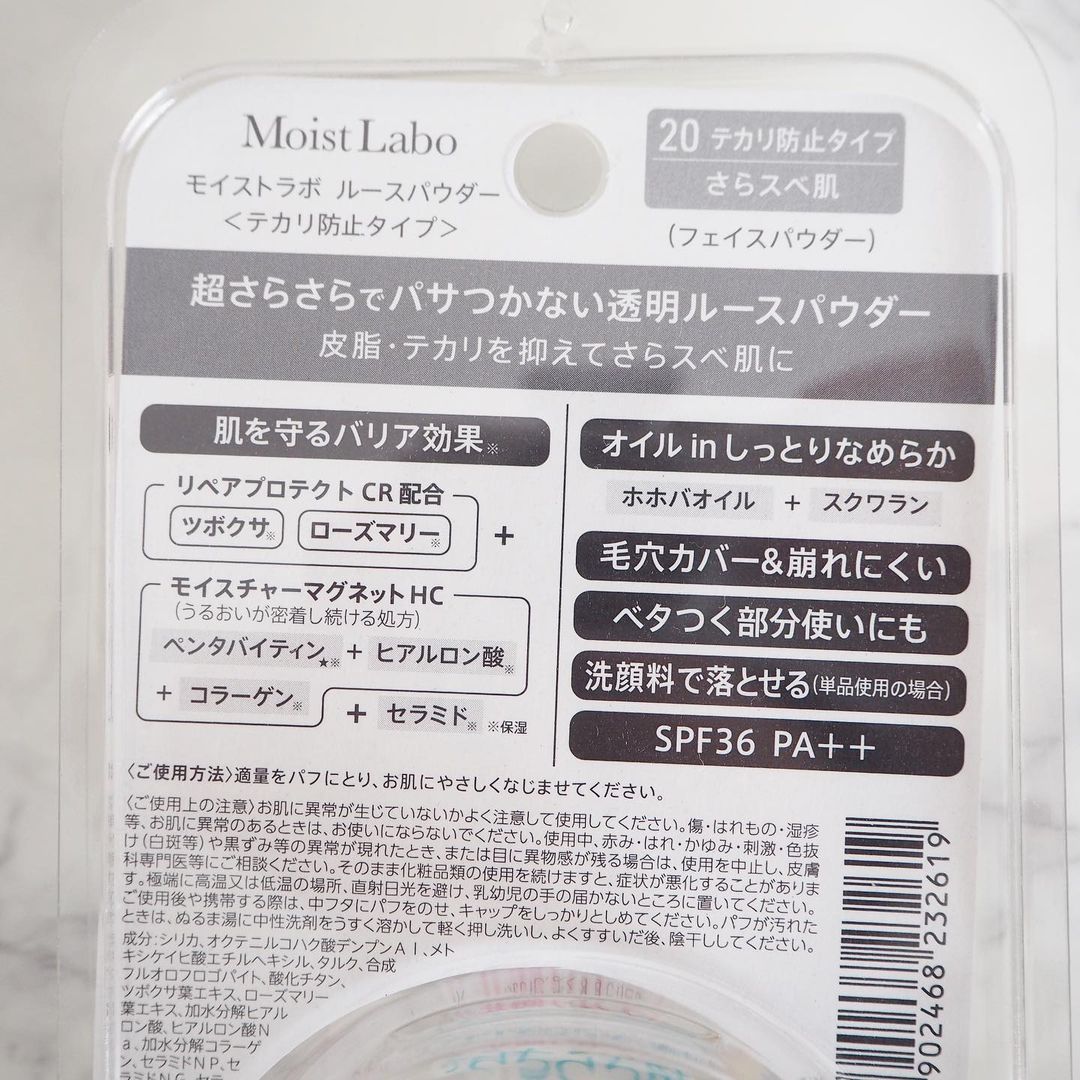 Moist Labo
モイストラボ ルースパウダー
＜テカリ防止タイプ＞
20 テカリ防止タイプ
さらスベ肌
(フェイスパウダー)
超さらさらでパサつかない透明ルースパウダー
皮脂・テカリを抑えてさらスベ肌に
肌を守るバリア効果※
リペアプロテクト CR 配合
ツボクサ※ ローズマリー※ +
モイスチャーマグネット HC
(うるおいが密着し続ける処方)
ペンタバイティン★※ + ヒアルロン酸※
+ コラーゲン※ + セラミド※ ※保湿
オイル in しっとりなめらか
ホホバオイル + スクワラン
毛穴カバー&崩れにくい
ベタつく部分使いにも
洗顔料で落とせる(単品使用の場合)
SPF36 PA++
〈ご使用方法〉適量をパフにとり、お肌にやさしくなじませてください。
〈ご使用上の注意〉お肌に異常が生じていないかよく注意して使用してください。傷・はれもの・湿疹
等、お肌に異常のあるときは、お使いにならないでください。使用中、赤み・はれ・かゆみ・刺激・色抜
け(白斑等)や黒ずみ等の異常が現れたとき、または目に異物感が残る場合は、使用を中止し、皮膚
科専門医等にご相談ください。そのまま化粧品類の使用を続けますと、症状が悪化することがありま
す。極端に高温又は低温の場所、直射日光を避け、乳幼児の手の届かないところに置いてください。
ご使用後や携帯する際は、中フタにパフをのせ、キャップをしっかりとしめてください。パフが汚れた
ときは、ぬるま湯に中性洗剤をうすく溶かして軽く押し洗いし、よくすすいだ後、陰干ししてください。
成分:シリカ、オクテニルコハク酸デンプンAl、メト
キシケイヒ酸エチルヘキシル、タルク、合成
フルオロフロゴパイト、酸化チタン、
ツボクサ葉エキス、ローズマリー
葉エキス、加水分解ヒアル
ロン酸、ヒアルロン酸N
a、加水分解コラーゲ
ン、セラミドNP、セ
ラミドNG、セラ
902468 232619